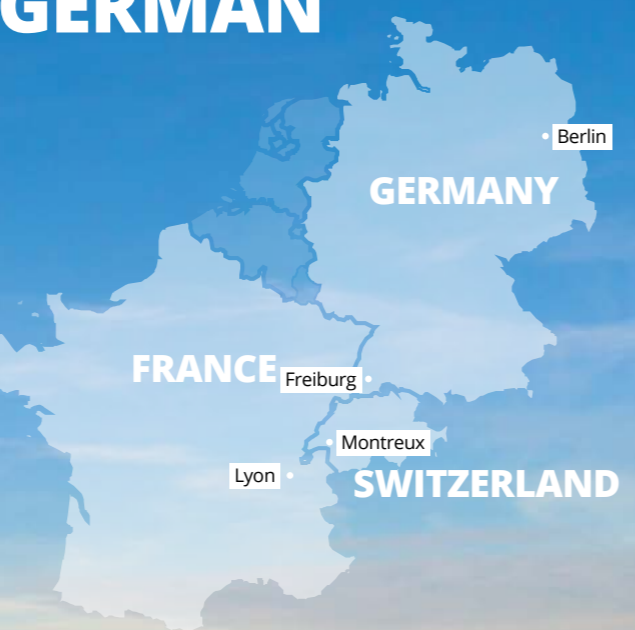 GERMAN
Berlin
GERMANY
FRANCE
Freiburg
Montreux
Lyon
SWITZERLAND